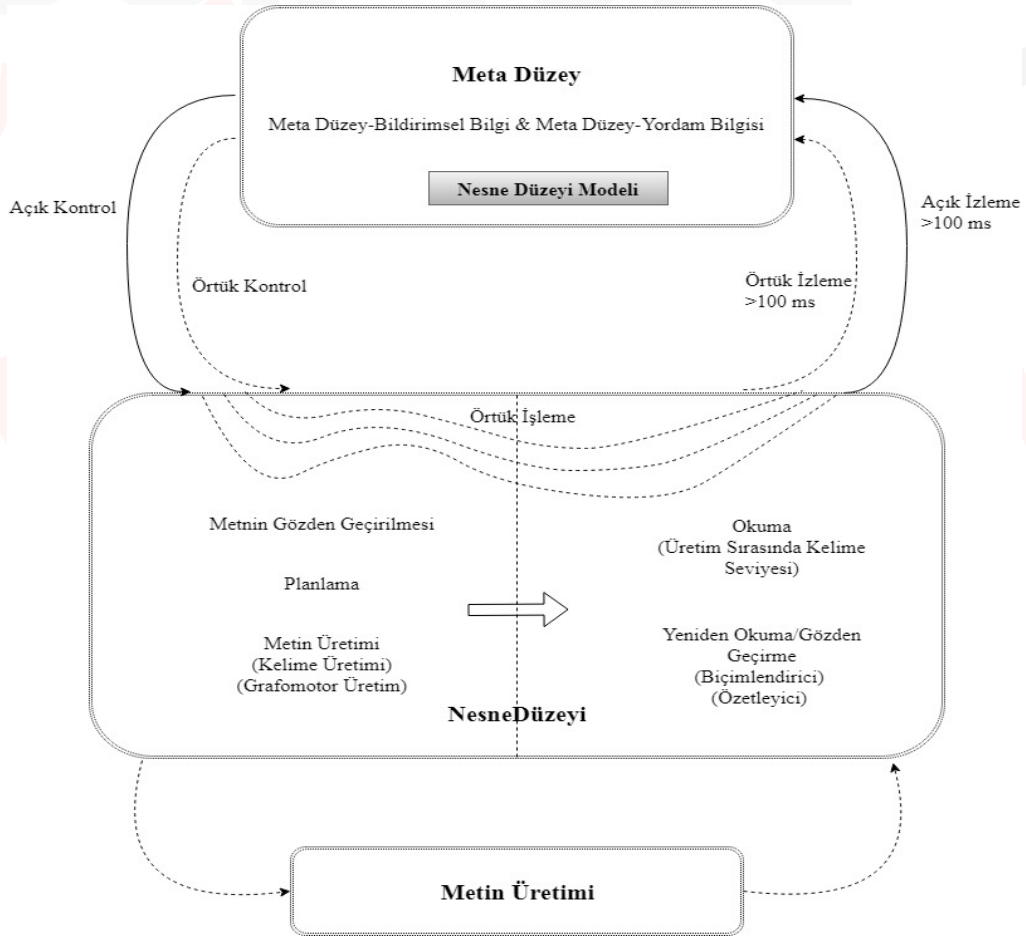 Meta Düzey
Meta Düzey-Bildirimsel Bilgi & Meta Düzey-Yordam Bilgisi
Nesne Düzeyi Modeli
Açık Kontrol
Örtük Kontrol
Açık İzleme
>100 ms
Örtük İzleme
>100 ms
Örtük İşleme
Metnin Gözden Geçirilmesi
Planlama
Metin Üretimi
(Kelime Üretimi)
(Grafomotor Üretim)
Okuma
(Üretim Sırasında Kelime
Seviyesi)
Yeniden Okuma/Gözden
Geçirme
(Biçimlendirici)
(Özetleyici)
NesneDüzeyi
Metin Üretimi